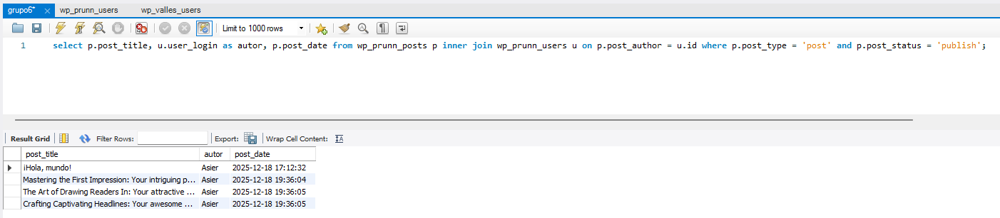 grupo6* wp_prunn_users wp_valles_users
Limit to 1000 rows
1 select p.post_title, u.user_login as autor, p.post_date from wp_prunn_posts p inner join wp_prunn_users u on p.post_author = u.id where p.post_type = 'post' and p.post_status = 'publish';
Result Grid Filter Rows: Export: Wrap Cell Content:
post_title autor post_date
¡Hola, mundo! Asier 2025-12-18 17:12:32
Mastering the First Impression: Your intriguing p... Asier 2025-12-18 19:36:04
The Art of Drawing Readers In: Your attractive ... Asier 2025-12-18 19:36:05
Crafting Captivating Headlines: Your awesome ... Asier 2025-12-18 19:36:05